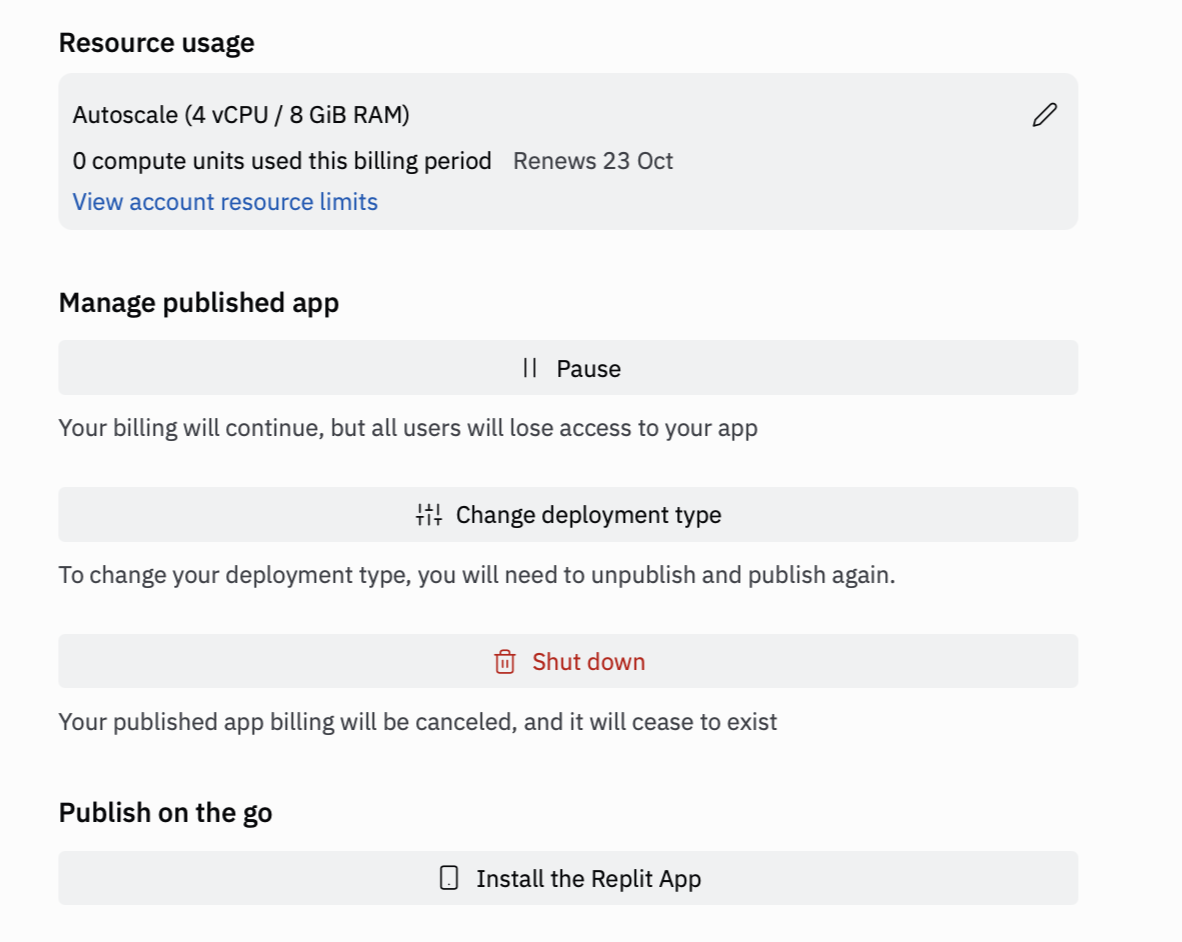 Resource usage
Autoscale (4 vCPU / 8 GiB RAM)
0 compute units used this billing period Renews 23 Oct
View account resource limits
Manage published app
Pause
Your billing will continue, but all users will lose access to your app
Change deployment type
To change your deployment type, you will need to unpublish and publish again.
Shut down
Your published app billing will be canceled, and it will cease to exist
Publish on the go
Install the Replit App